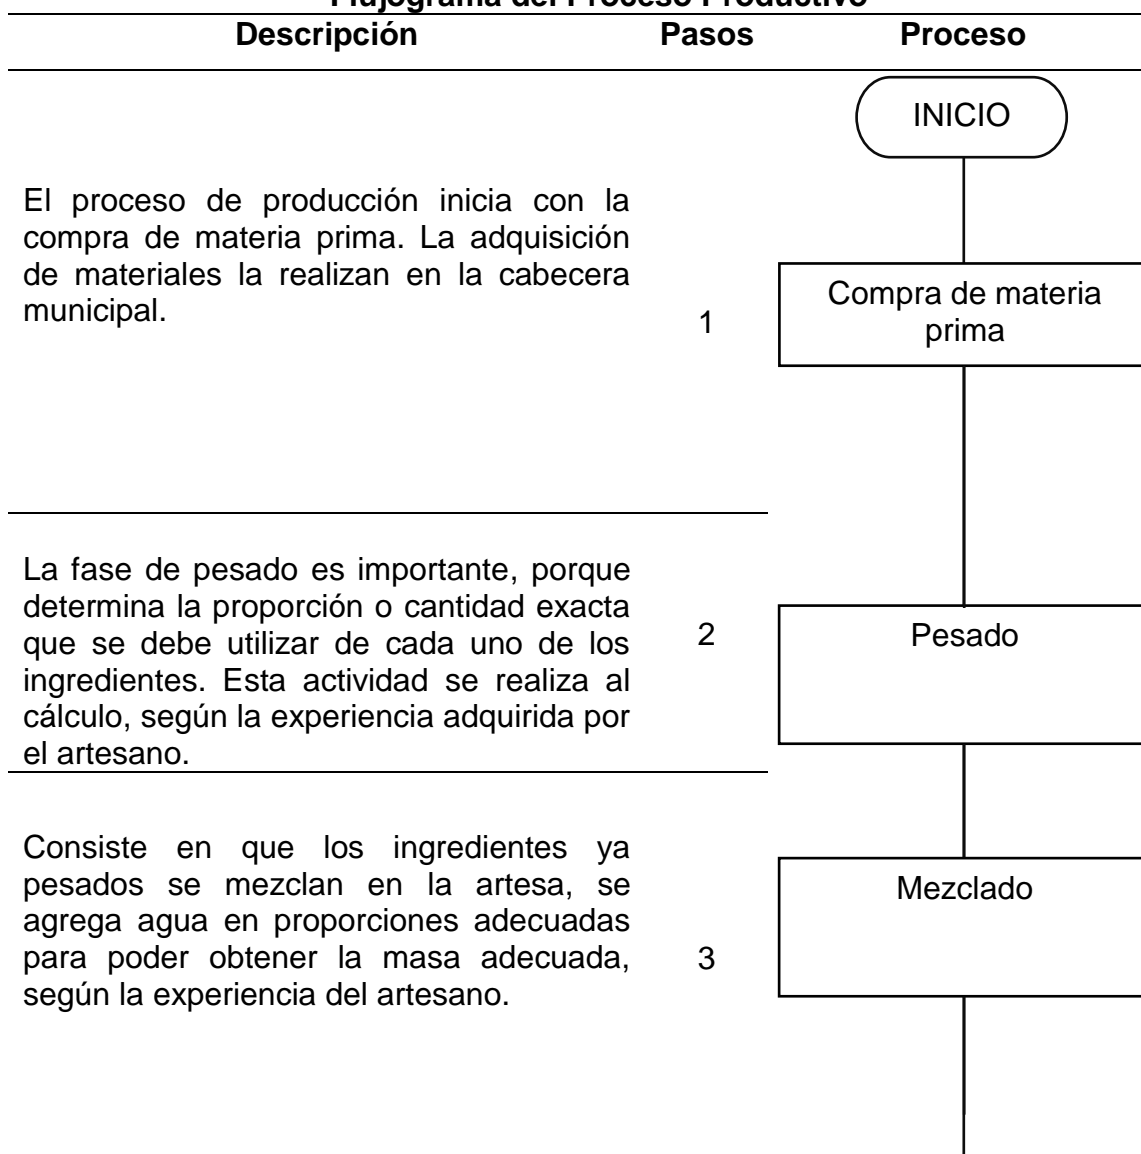 Flujograma del Proceso Productivo
Descripción Pasos Proceso
INICIO
El proceso de producción inicia con la
compra de materia prima. La adquisición
de materiales la realizan en la cabecera
municipal.
1
Compra de materia
prima
La fase de pesado es importante, porque
determina la proporción o cantidad exacta
que se debe utilizar de cada uno de los
ingredientes. Esta actividad se realiza al
cálculo, según la experiencia adquirida por
el artesano.
2
Pesado
Consiste en que los ingredientes ya
pesados se mezclan en la artesa, se
agrega agua en proporciones adecuadas
para poder obtener la masa adecuada,
según la experiencia del artesano.
3
Mezclado